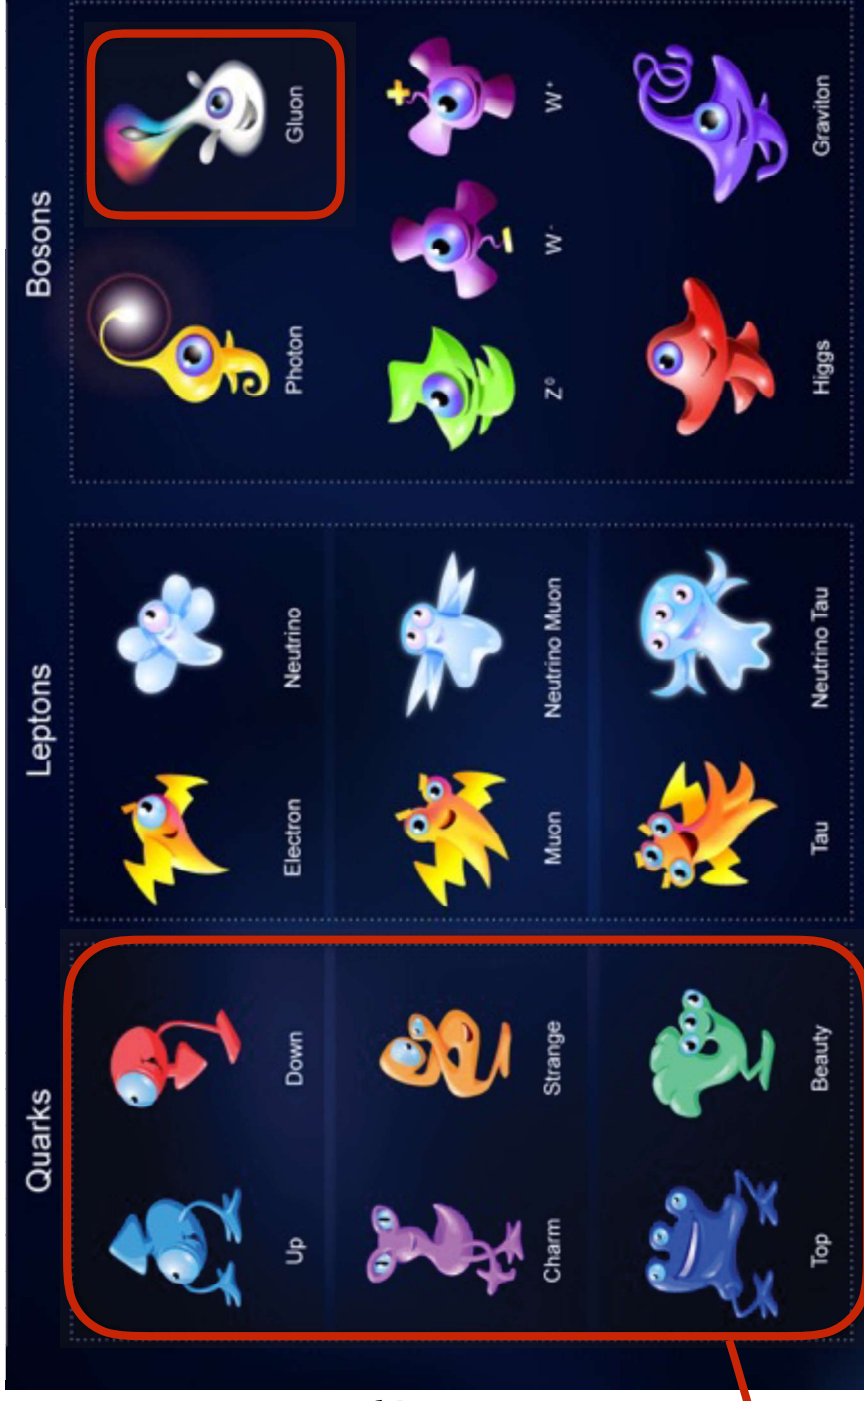 Quarks Leptons Bosons
Up Down Electron Neutrino Photon Gluon
Charm Strange Muon Neutrino Muon Z⁰ W⁻ W⁺
Top Beauty Tau Neutrino Tau Higgs Graviton